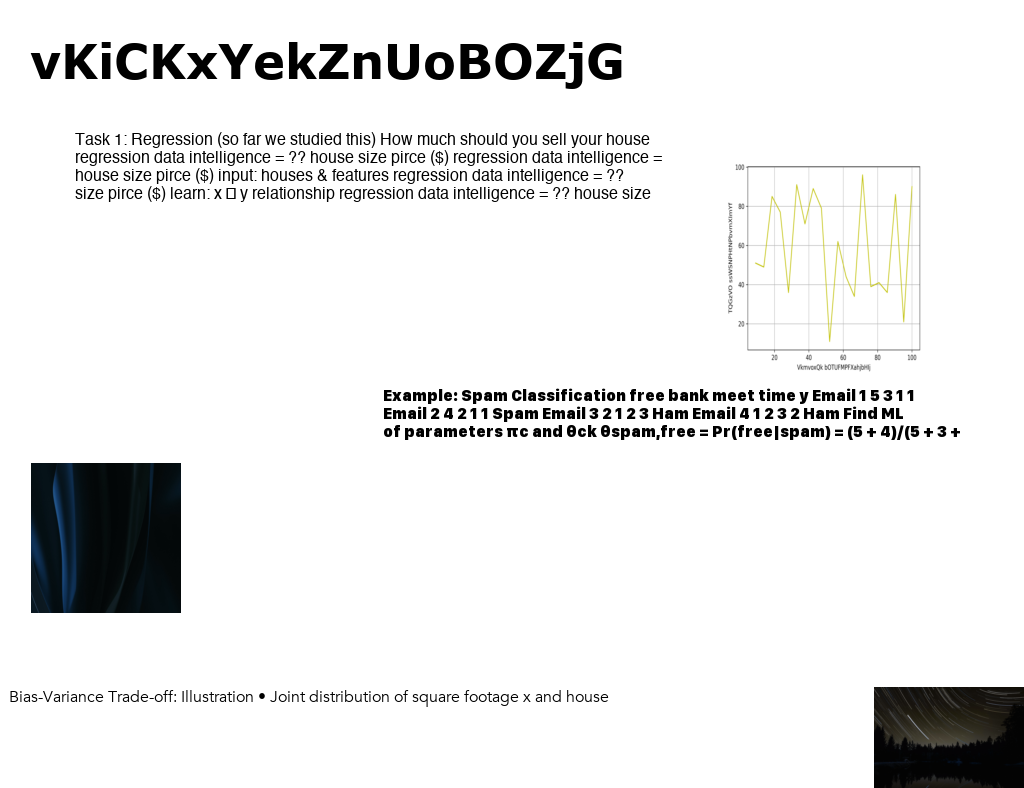 vKiCKxYekZnUoBOZjG
Task 1: Regression (so far we studied this) How much should you sell your house
regression data intelligence = ?? house size pirce ($) regression data intelligence =
house size pirce ($) input: houses & features regression data intelligence = ??
size pirce ($) learn: x □ y relationship regression data intelligence = ?? house size
100
80
60
40
20
20 40 60 80 100
Example: Spam Classification free bank meet time y Email 1 5 3 1 1
Email 2 4 2 1 1 Spam Email 3 2 1 2 3 Ham Email 4 1 2 3 2 Ham Find ML
of parameters πc and θck θspam,free = Pr(free|spam) = (5 + 4)/(5 + 3 +
Bias-Variance Trade-off: Illustration • Joint distribution of square footage x and house